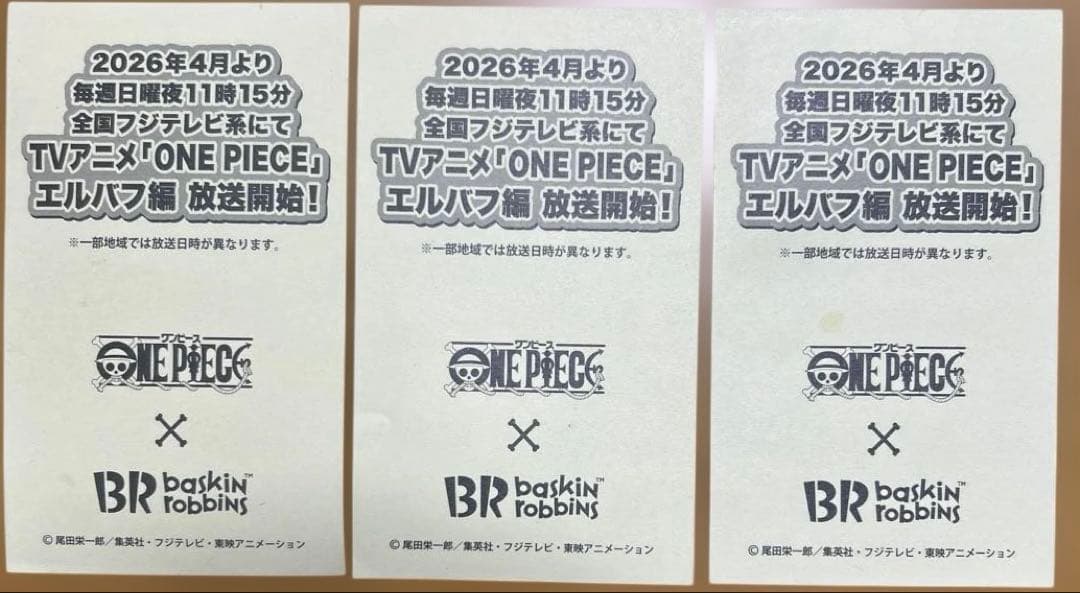 2026年4月より
毎週日曜夜11時15分
全国フジテレビ系にて
TVアニメ「ONE PIECE」
エルバフ編 放送開始!
※一部地域では放送日時が異なります。
ワンピース
ONE PIECE
BR baskin™
robbins
© 尾田栄一郎／集英社・フジテレビ・東映アニメーション
2026年4月より
毎週日曜夜11時15分
全国フジテレビ系にて
TVアニメ「ONE PIECE」
エルバフ編 放送開始!
※一部地域では放送日時が異なります。
ワンピース
ONE PIECE
BR baskin™
robbins
© 尾田栄一郎／集英社・フジテレビ・東映アニメーション
2026年4月より
毎週日曜夜11時15分
全国フジテレビ系にて
TVアニメ「ONE PIECE」
エルバフ編 放送開始!
※一部地域では放送日時が異なります。
ワンピース
ONE PIECE
BR baskin™
robbins
© 尾田栄一郎／集英社・フジテレビ・東映アニメーション